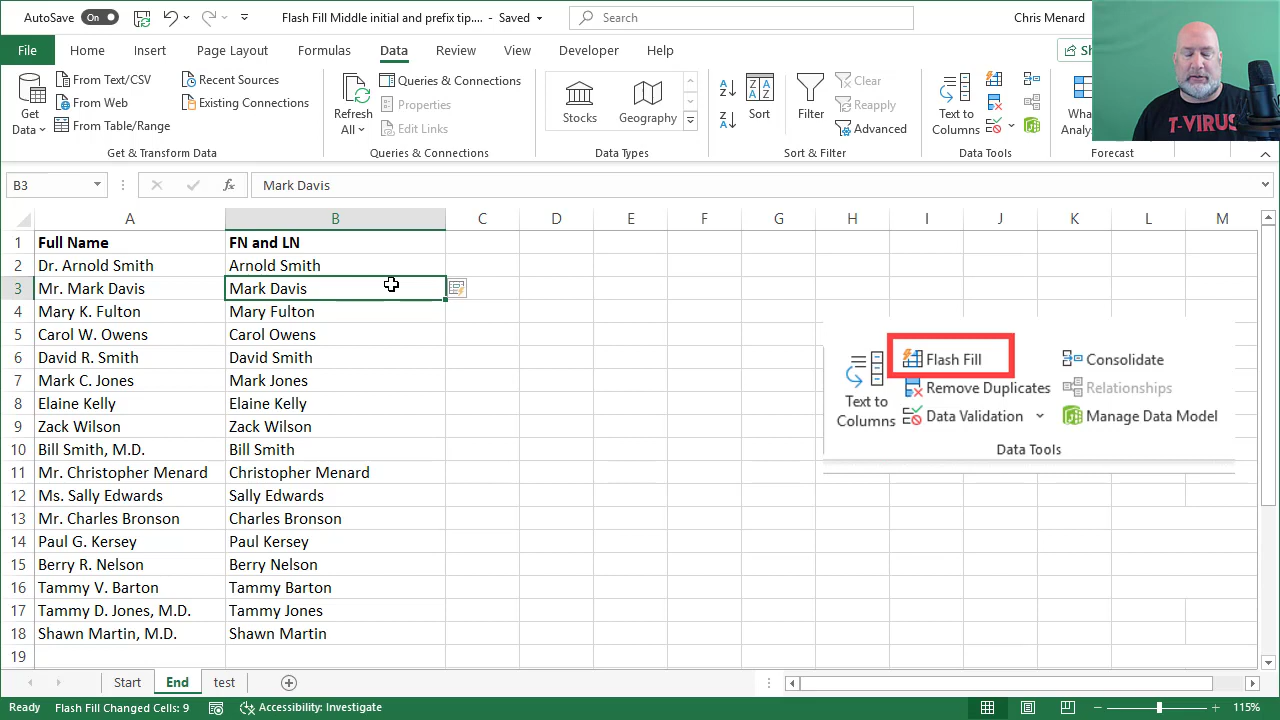 AutoSave On Flash Fill Middle initial and prefix tip.... - Saved Search Chris Menard
File Home Insert Page Layout Formulas Data Review View Developer Help Sh
Get Data
From Text/CSV
From Web
From Table/Range
Recent Sources
Existing Connections
Get & Transform Data
Refresh All
Queries & Connections
Properties
Edit Links
Queries & Connections
Stocks Geography
Data Types
Sort
Filter
Clear
Reapply
Advanced
Sort & Filter
Text to Columns
Data Tools
What
Analy
Forecast
T-VIRUS
B3 fx Mark Davis
A B C D E F G H I J K L M
1 Full Name FN and LN
2 Dr. Arnold Smith Arnold Smith
3 Mr. Mark Davis Mark Davis
4 Mary K. Fulton Mary Fulton
5 Carol W. Owens Carol Owens
6 David R. Smith David Smith
7 Mark C. Jones Mark Jones
8 Elaine Kelly Elaine Kelly
9 Zack Wilson Zack Wilson
10 Bill Smith, M.D. Bill Smith
11 Mr. Christopher Menard Christopher Menard
12 Ms. Sally Edwards Sally Edwards
13 Mr. Charles Bronson Charles Bronson
14 Paul G. Kersey Paul Kersey
15 Berry R. Nelson Berry Nelson
16 Tammy V. Barton Tammy Barton
17 Tammy D. Jones, M.D. Tammy Jones
18 Shawn Martin, M.D. Shawn Martin
19
Text to
Columns
Flash Fill
Remove Duplicates
Data Validation
Consolidate
Relationships
Manage Data Model
Data Tools
Start End test
Ready Flash Fill Changed Cells: 9 Accessibility: Investigate 115%